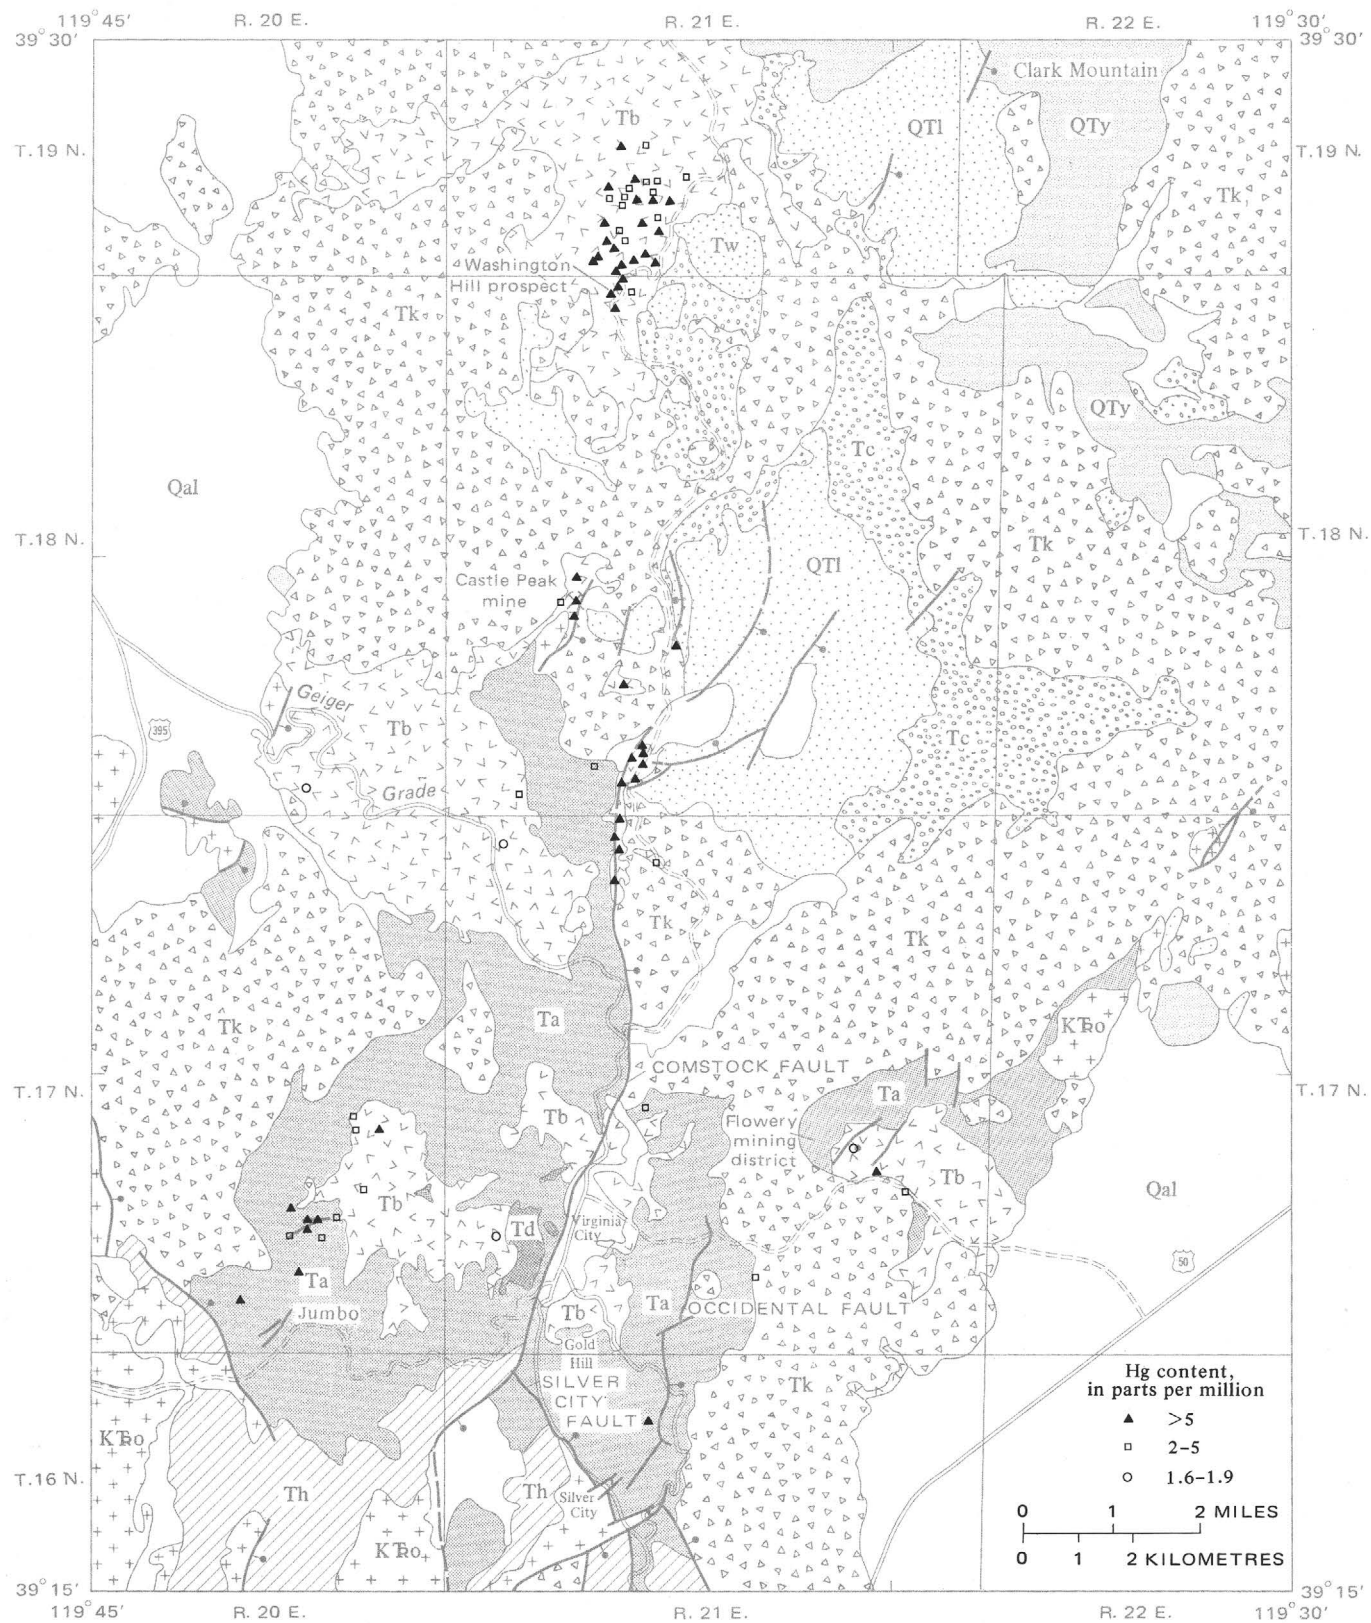 119°45′ R. 20 E. R. 21 E. R. 22 E. 119°30′
39°30′ 39°30′
Clark Mountain
Tb
QTl
QTy
T. 19 N. T. 19 N.
Tk
Tw
Washington
Hill prospect
Tk
QTy
Tc
Qal
T. 18 N. T. 18 N.
Tk
QTl
Castle Peak
mine
Geiger
Tb
395
Tc
Grade
Tk
Tk
Ta
Tk
KTRo
COMSTOCK FAULT
T. 17 N. T. 17 N.
Ta
Tb
Flowery
mining
district
Tb
Qal
Tb
Td
Virginia
City
50
Ta
Jumbo
Ta
Tb
OCCIDENTAL FAULT
Gold
Hill
SILVER
CITY
FAULT
Tk
Hg content,
in parts per million
>5
2-5
1.6-1.9
KTRo
T. 16 N.
Th
Th
Silver
City
KTRo
0 1 2 MILES
0 1 2 KILOMETRES
39°15′ 39°15′
119°45′ R. 20 E. R. 21 E. R. 22 E. 119°30′